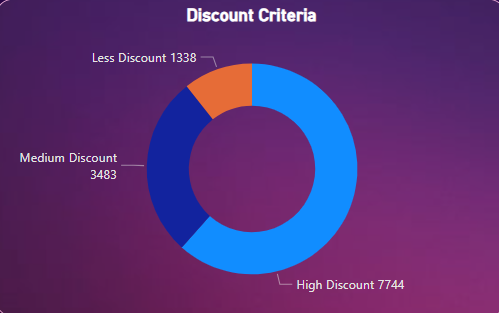 Discount Criteria
Less Discount 1338
Medium Discount
3483
High Discount 7744